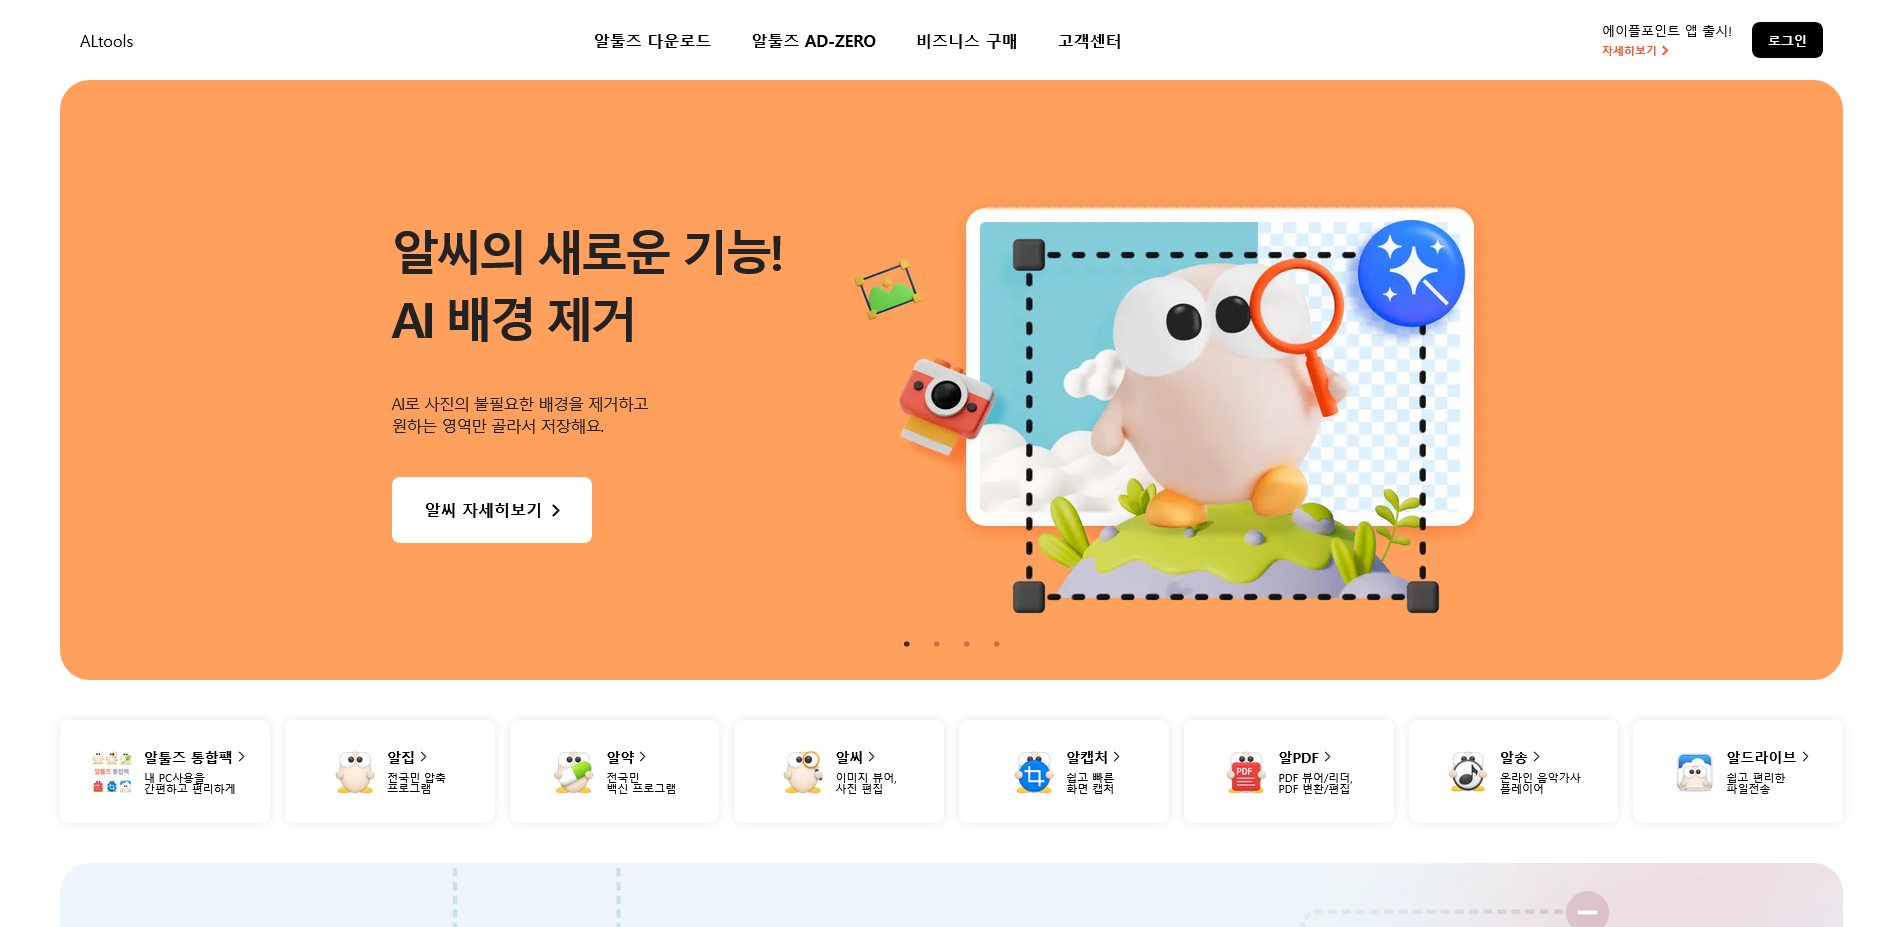 ALtools
알툴즈 다운로드
알툴즈 AD-ZERO
비즈니스 구매
고객센터
에이플포인트 앱 출시!
자세히보기
로그인
알씨의 새로운 기능!
AI 배경 제거
AI로 사진의 불필요한 배경을 제거하고
원하는 영역만 골라서 저장해요.
알씨 자세히보기
알툴즈 통합팩
알툴즈 통합팩
내 PC사용을
간편하고 편리하게
알집
전국민 압축
프로그램
알약
전국민
백신 프로그램
알씨
이미지 뷰어,
사진 편집
알캡처
쉽고 빠른
화면 캡처
PDF
알PDF
PDF 뷰어/리더,
PDF 변환/편집
알송
온라인 음악가사
플레이어
알드라이브
쉽고 편리한
파일전송